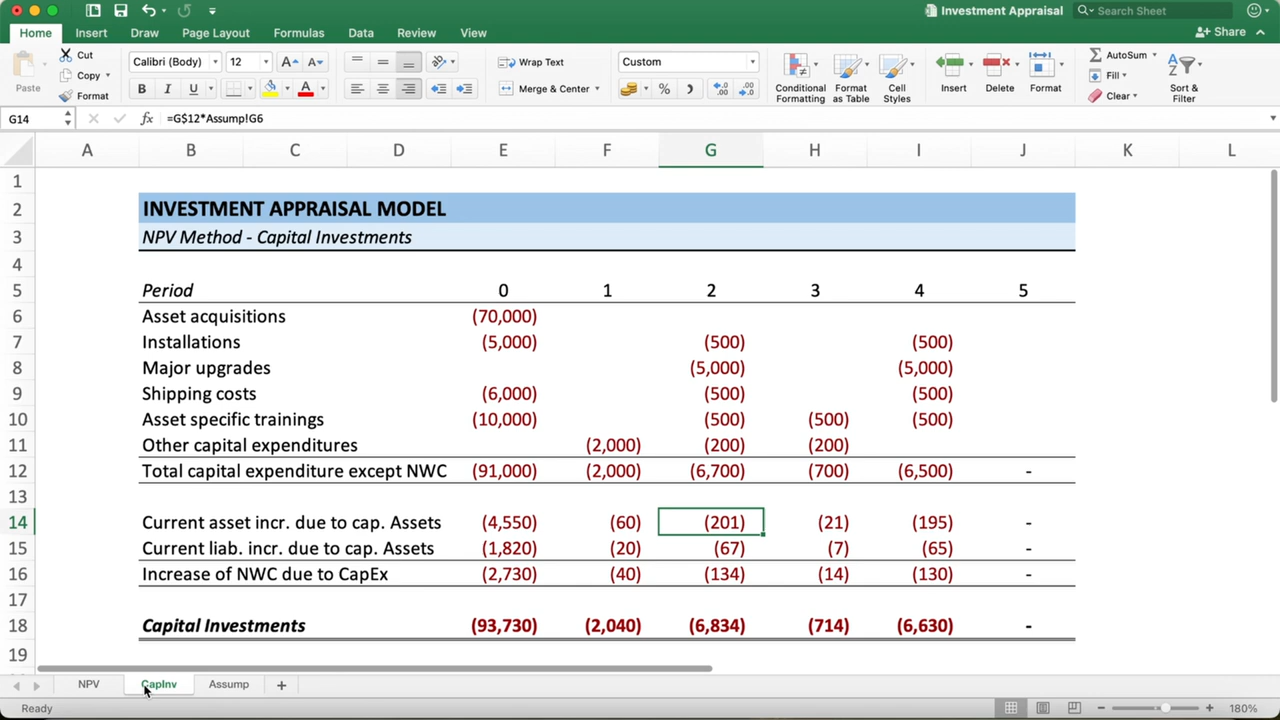 Investment Appraisal
Search Sheet
Home Insert Draw Page Layout Formulas Data Review View Share
Cut Calibri (Body) 12 A A Wrap Text Custom AutoSum
Copy Fill
Paste Format B I U A Merge & Center % Conditional Formatting Format as Table Cell Styles Insert Delete Format Clear Sort & Filter
G14 fx =G$12*Assump!G6
A B C D E F G H I J K L
1
2 INVESTMENT APPRAISAL MODEL
3 NPV Method - Capital Investments
4
5 Period 0 1 2 3 4 5
6 Asset acquisitions (70,000)
7 Installations (5,000) (500) (500)
8 Major upgrades (5,000) (5,000)
9 Shipping costs (6,000) (500) (500)
10 Asset specific trainings (10,000) (500) (500) (500)
11 Other capital expenditures (2,000) (200) (200)
12 Total capital expenditure except NWC (91,000) (2,000) (6,700) (700) (6,500) -
13
14 Current asset incr. due to cap. Assets (4,550) (60) (201) (21) (195) -
15 Current liab. incr. due to cap. Assets (1,820) (20) (67) (7) (65) -
16 Increase of NWC due to CapEx (2,730) (40) (134) (14) (130) -
17
18 Capital Investments (93,730) (2,040) (6,834) (714) (6,630) -
19
NPV CapInv Assump +
Ready 180%